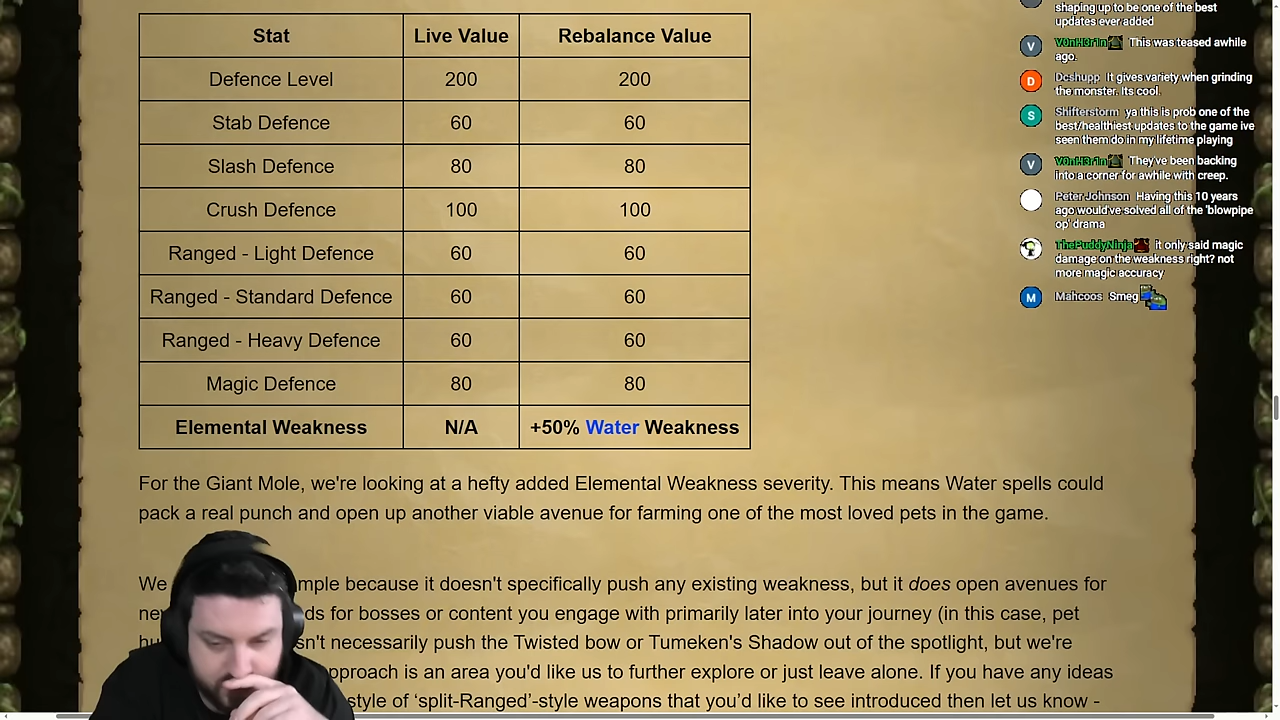 Stat Live Value Rebalance Value
Defence Level 200 200
Stab Defence 60 60
Slash Defence 80 80
Crush Defence 100 100
Ranged - Light Defence 60 60
Ranged - Standard Defence 60 60
Ranged - Heavy Defence 60 60
Magic Defence 80 80
Elemental Weakness N/A +50% Water Weakness
For the Giant Mole, we're looking at a hefty added Elemental Weakness severity. This means Water spells could
pack a real punch and open up another viable avenue for farming one of the most loved pets in the game.
We because it doesn't specifically push any existing weakness, but it does open avenues for
for bosses or content you engage with primarily later into your journey (in this case, pet
necessarily push the Twisted bow or Tumeken's Shadow out of the spotlight, but we're
approach is an area you'd like us to further explore or just leave alone. If you have any ideas
style of ‘split-Ranged’-style weapons that you’d like to see introduced then let us know -
shaping up to be one of the best
updates ever added
V V0nH3r1n This was teased awhile
ago.
D Dcshupp It gives variety when grinding
the monster. Its cool.
S Shifterstorm ya this is prob one of the
best/healthiest updates to the game ive
seen them do in my lifetime playing
V V0nH3r1n They've been backing
into a corner for awhile with creep.
Peter Johnson Having this 10 years
ago would've solved all of the 'blowpipe
op' drama
ThePuddyNinja it only said magic
damage on the weakness right? not
more magic accuracy
M Mahcoos Smeg